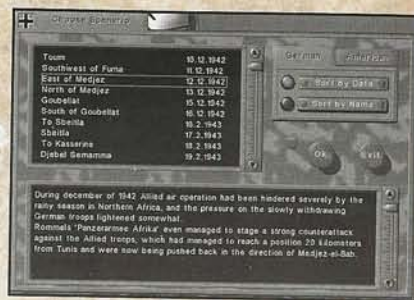 Choose Scenario
Toum 10.12.1942
Southwest of Furna 11.12.1942
East of Medjez 12.12.1942
North of Medjez 13.12.1942
Goubellat 15.12.1942
South of Goubellat 16.12.1942
To Sbeitla 16.2.1943
Sbeitla 17.2.1943
To Kasserine 18.2.1943
Djebel Semamma 19.2.1943
German American
Sort by Date
Sort by Name
Ok Exit
During december of 1942 Allied air operation had been hindered severely by the
rainy season in Northern Africa, and the pressure on the slowly withdrawing
German troops lightened somewhat.
Rommels 'Panzerarmee Afrika' even managed to stage a strong counterattack
against the Allied tronps, which had managed to reach a position 20 kilometers
from Tunis and were now being pushed back in the direction of Medjez-el-Bab.